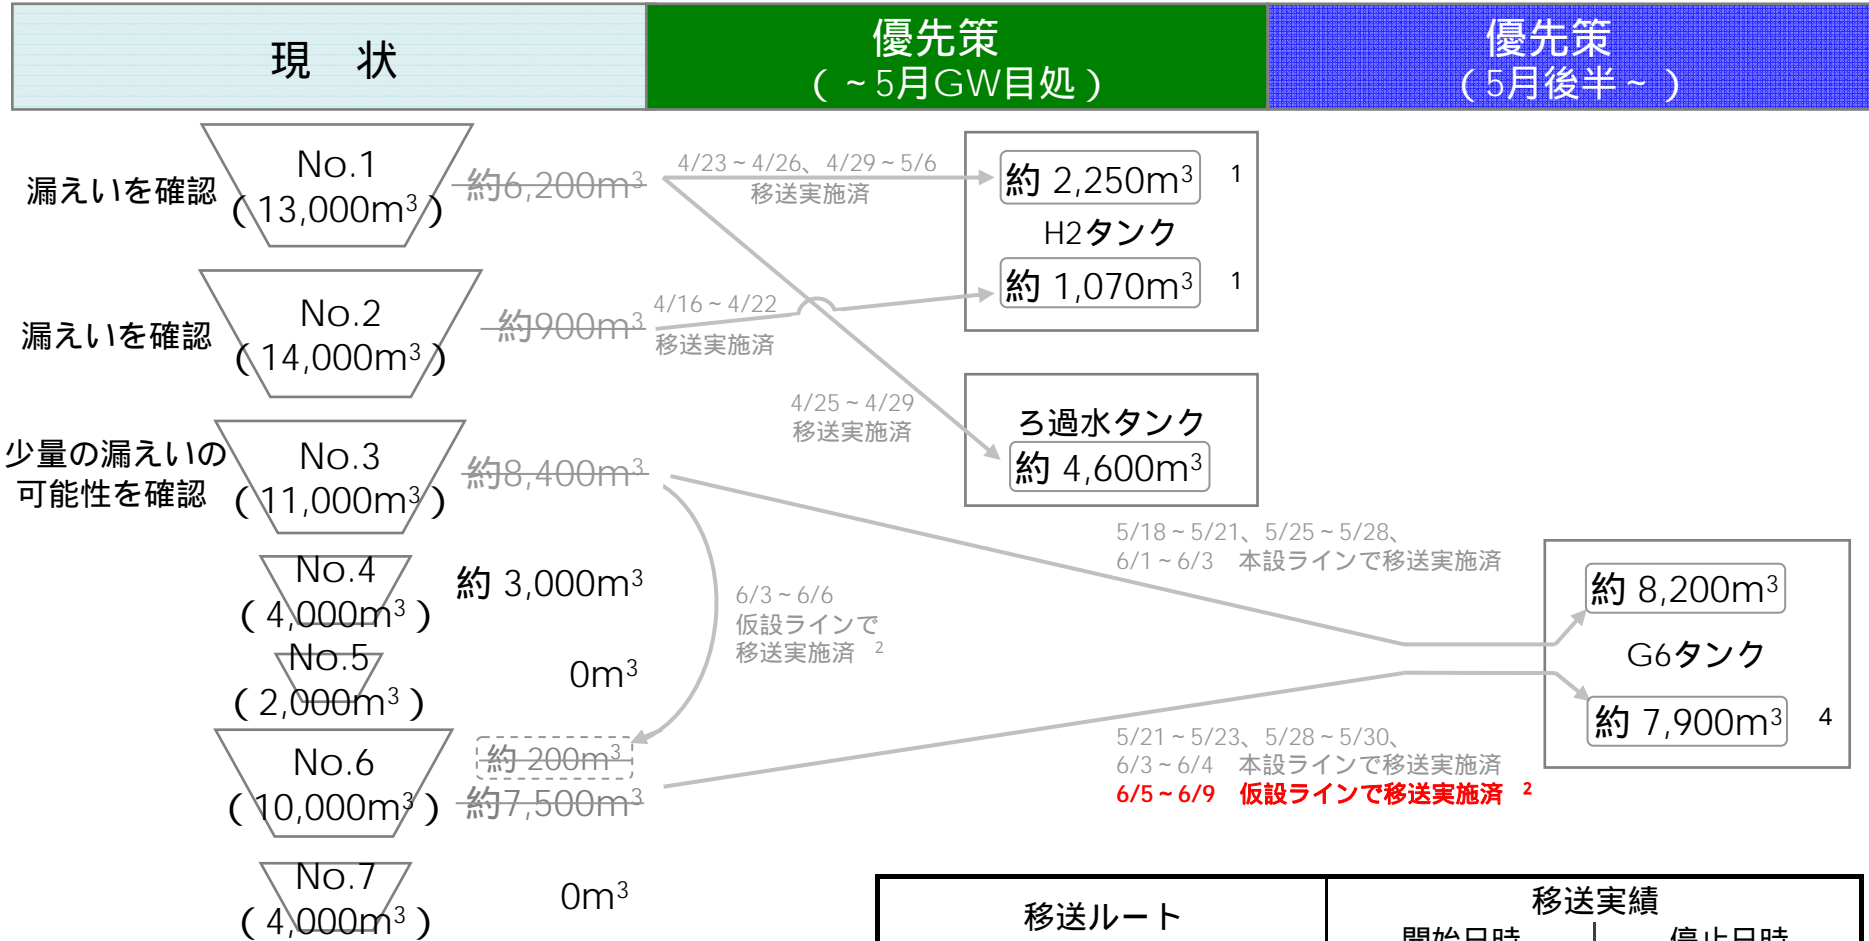 現 状
優先策
( ~5月GW目処 )
優先策
( 5月後半~ )
漏えいを確認
No.1
( 13,000m³ )
約6,200m³
4/23~4/26、4/29~5/6
移送実施済
約 2,250m³ 1
H2タンク
約 1,070m³ 1
漏えいを確認
No.2
( 14,000m³ )
約900m³
4/16~4/22
移送実施済
4/25~4/29
移送実施済
ろ過水タンク
約 4,600m³
少量の漏えいの
可能性を確認
No.3
( 11,000m³ )
約8,400m³
5/18~5/21、5/25~5/28、
6/1~6/3 本設ラインで移送実施済
No.4
( 4,000m³ )
約 3,000m³
6/3~6/6
仮設ラインで
移送実施済 2
約 8,200m³
G6タンク
約 7,900m³ 4
No.5
( 2,000m³ )
0m³
No.6
( 10,000m³ )
約 200m³
約7,500m³
5/21~5/23、5/28~5/30、
6/3~6/4 本設ラインで移送実施済
6/5~6/9 仮設ラインで移送実施済 2
No.7
( 4,000m³ )
0m³
移送ルート
移送実績
開始日時
停止日時